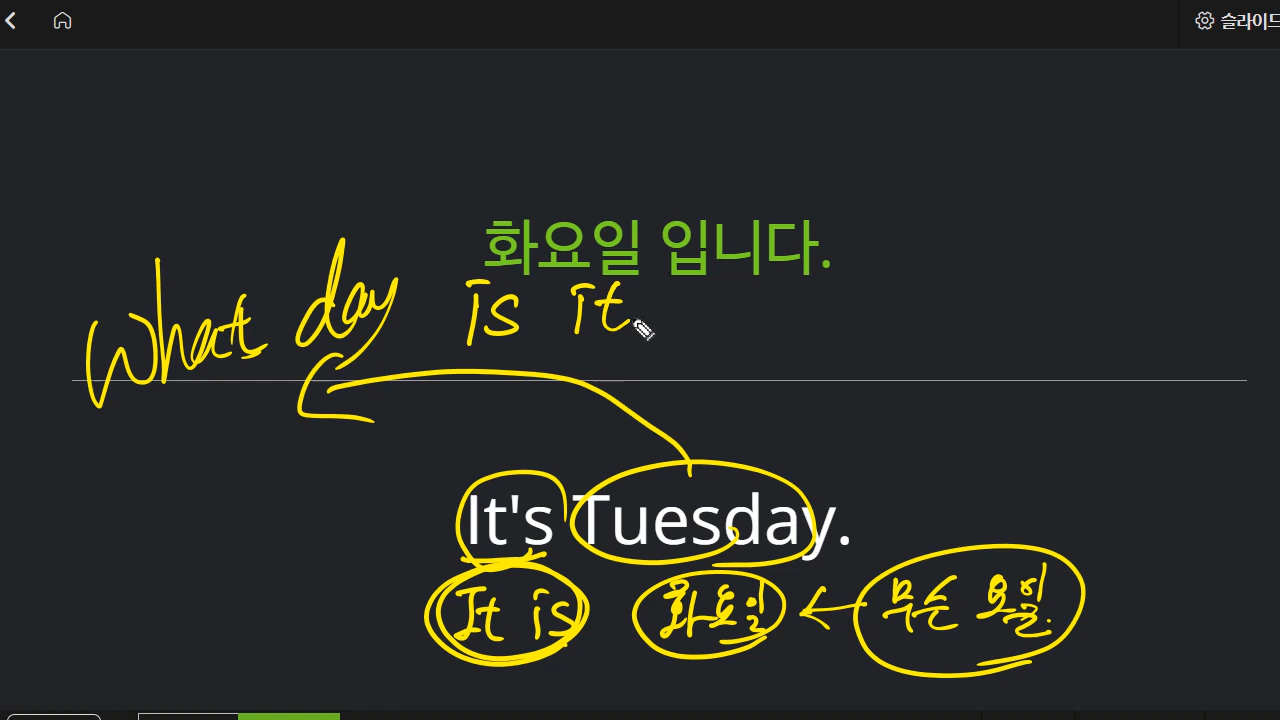 슬라이드
화요일 입니다.
What day is it
It's Tuesday.
It is 화요일 ← 무슨 요일